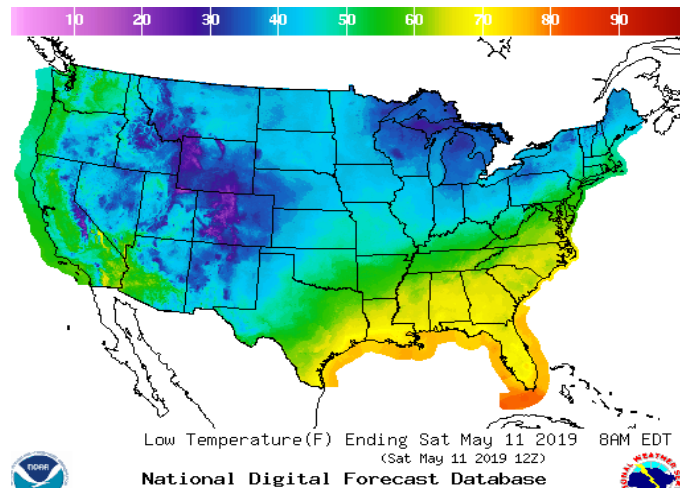 10 20 30 40 50 60 70 80 90
Low Temperature(F) Ending Sat May 11 2019 8AM EDT
(Sat May 11 2019 12Z)
National Digital Forecast Database
noaa